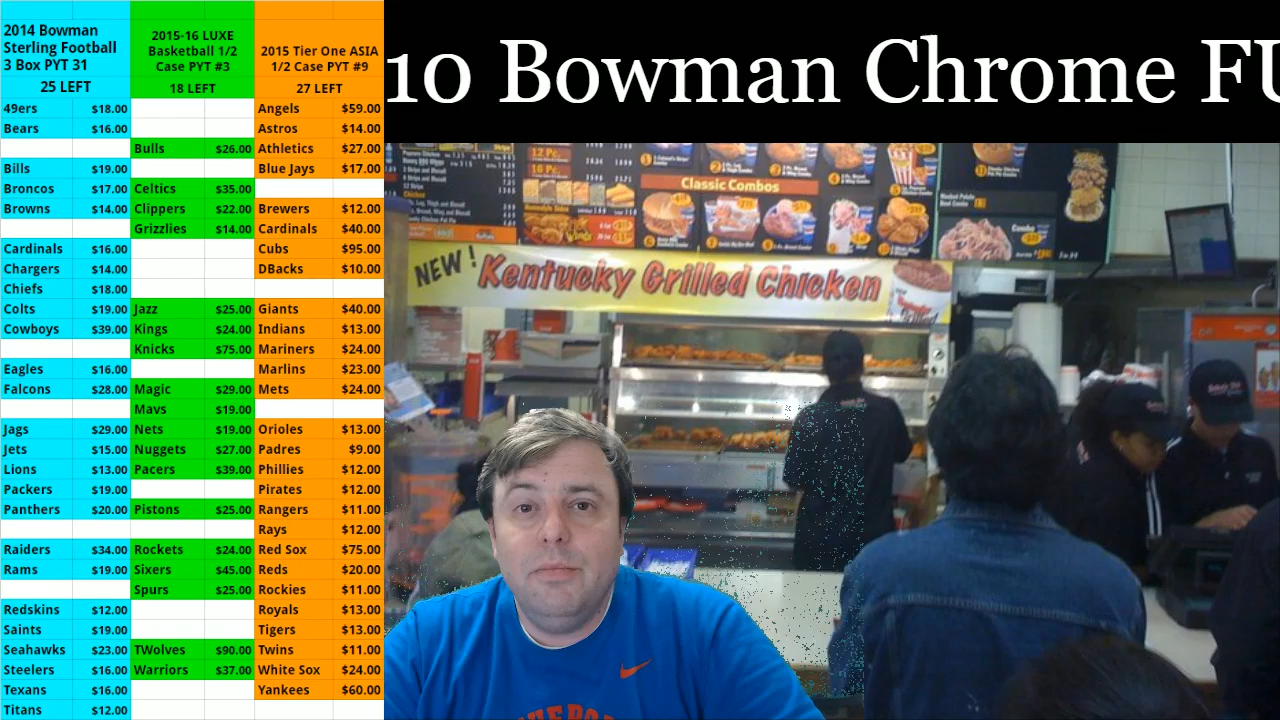 2014 Bowman
Sterling Football
3 Box PYT 31
25 LEFT
49ers $18.00
Bears $16.00
Bills $19.00
Broncos $17.00
Browns $14.00
Cardinals $16.00
Chargers $14.00
Chiefs $18.00
Colts $19.00
Cowboys $39.00
Eagles $16.00
Falcons $28.00
Jags $29.00
Jets $15.00
Lions $13.00
Packers $19.00
Panthers $20.00
Raiders $34.00
Rams $19.00
Redskins $12.00
Saints $19.00
Seahawks $23.00
Steelers $16.00
Texans $16.00
Titans $12.00
2015-16 LUXE
Basketball 1/2
Case PYT #3
18 LEFT
Bulls $26.00
Celtics $35.00
Clippers $22.00
Grizzlies $14.00
Jazz $25.00
Kings $24.00
Knicks $75.00
Magic $29.00
Mavs $19.00
Nets $19.00
Nuggets $27.00
Pacers $39.00
Pistons $25.00
Rockets $24.00
Sixers $45.00
Spurs $25.00
TWolves $90.00
Warriors $37.00
2015 Tier One ASIA
1/2 Case PYT #9
27 LEFT
Angels $59.00
Astros $14.00
Athletics $27.00
Blue Jays $17.00
Brewers $12.00
Cardinals $40.00
Cubs $95.00
DBacks $10.00
Giants $40.00
Indians $13.00
Mariners $24.00
Marlins $23.00
Mets $24.00
Orioles $13.00
Padres $9.00
Phillies $12.00
Pirates $12.00
Rangers $11.00
Rays $12.00
Red Sox $75.00
Reds $20.00
Rockies $11.00
Royals $13.00
Tigers $13.00
Twins $11.00
White Sox $24.00
Yankees $60.00
10 Bowman Chrome FU
Classic Combos
NEW! Kentucky Grilled Chicken